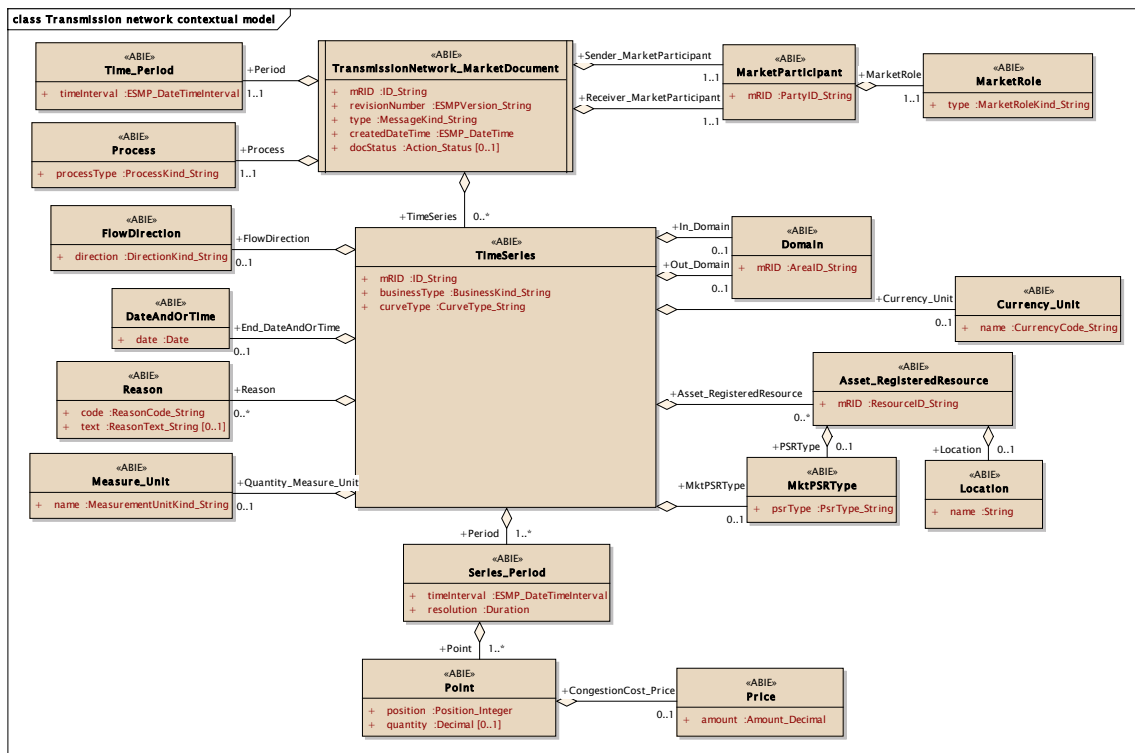 class Transmission network contextual model
«ABIE»
Time_Period
+ timeInterval :ESMP_DateTimeInterval
+Period
1..1
«ABIE»
TransmissionNetwork_MarketDocument
+ mRID :ID_String
+ revisionNumber :ESMPVersion_String
+ type :MessageKind_String
+ createdDateTime :ESMP_DateTime
+ docStatus :Action_Status [0..1]
+Sender_MarketParticipant
1..1
+Receiver_MarketParticipant
1..1
«ABIE»
MarketParticipant
+ mRID :PartyID_String
+MarketRole
1..1
«ABIE»
MarketRole
+ type :MarketRoleKind_String
«ABIE»
Process
+ processType :ProcessKind_String
+Process
1..1
+TimeSeries
0..*
«ABIE»
FlowDirection
+ direction :DirectionKind_String
+FlowDirection
0..1
«ABIE»
TimeSeries
+ mRID :ID_String
+ businessType :BusinessKind_String
+ curveType :CurveType_String
+In_Domain
0..1
+Out_Domain
0..1
«ABIE»
Domain
+ mRID :AreaID_String
+Currency_Unit
0..1
«ABIE»
Currency_Unit
+ name :CurrencyCode_String
«ABIE»
DateAndOrTime
+ date :Date
+End_DateAndOrTime
0..1
«ABIE»
Reason
+ code :ReasonCode_String
+ text :ReasonText_String [0..1]
+Reason
0..*
+Asset_RegisteredResource
0..*
«ABIE»
Asset_RegisteredResource
+ mRID :ResourceID_String
+PSRType
0..1
+Location
0..1
«ABIE»
Measure_Unit
+ name :MeasurementUnitKind_String
+Quantity_Measure_Unit
0..1
+MktPSRType
0..1
«ABIE»
MktPSRType
+ psrType :PsrType_String
«ABIE»
Location
+ name :String
+Period
1..*
«ABIE»
Series_Period
+ timeInterval :ESMP_DateTimeInterval
+ resolution :Duration
+Point
1..*
«ABIE»
Point
+ position :Position_Integer
+ quantity :Decimal [0..1]
+CongestionCost_Price
0..1
«ABIE»
Price
+ amount :Amount_Decimal